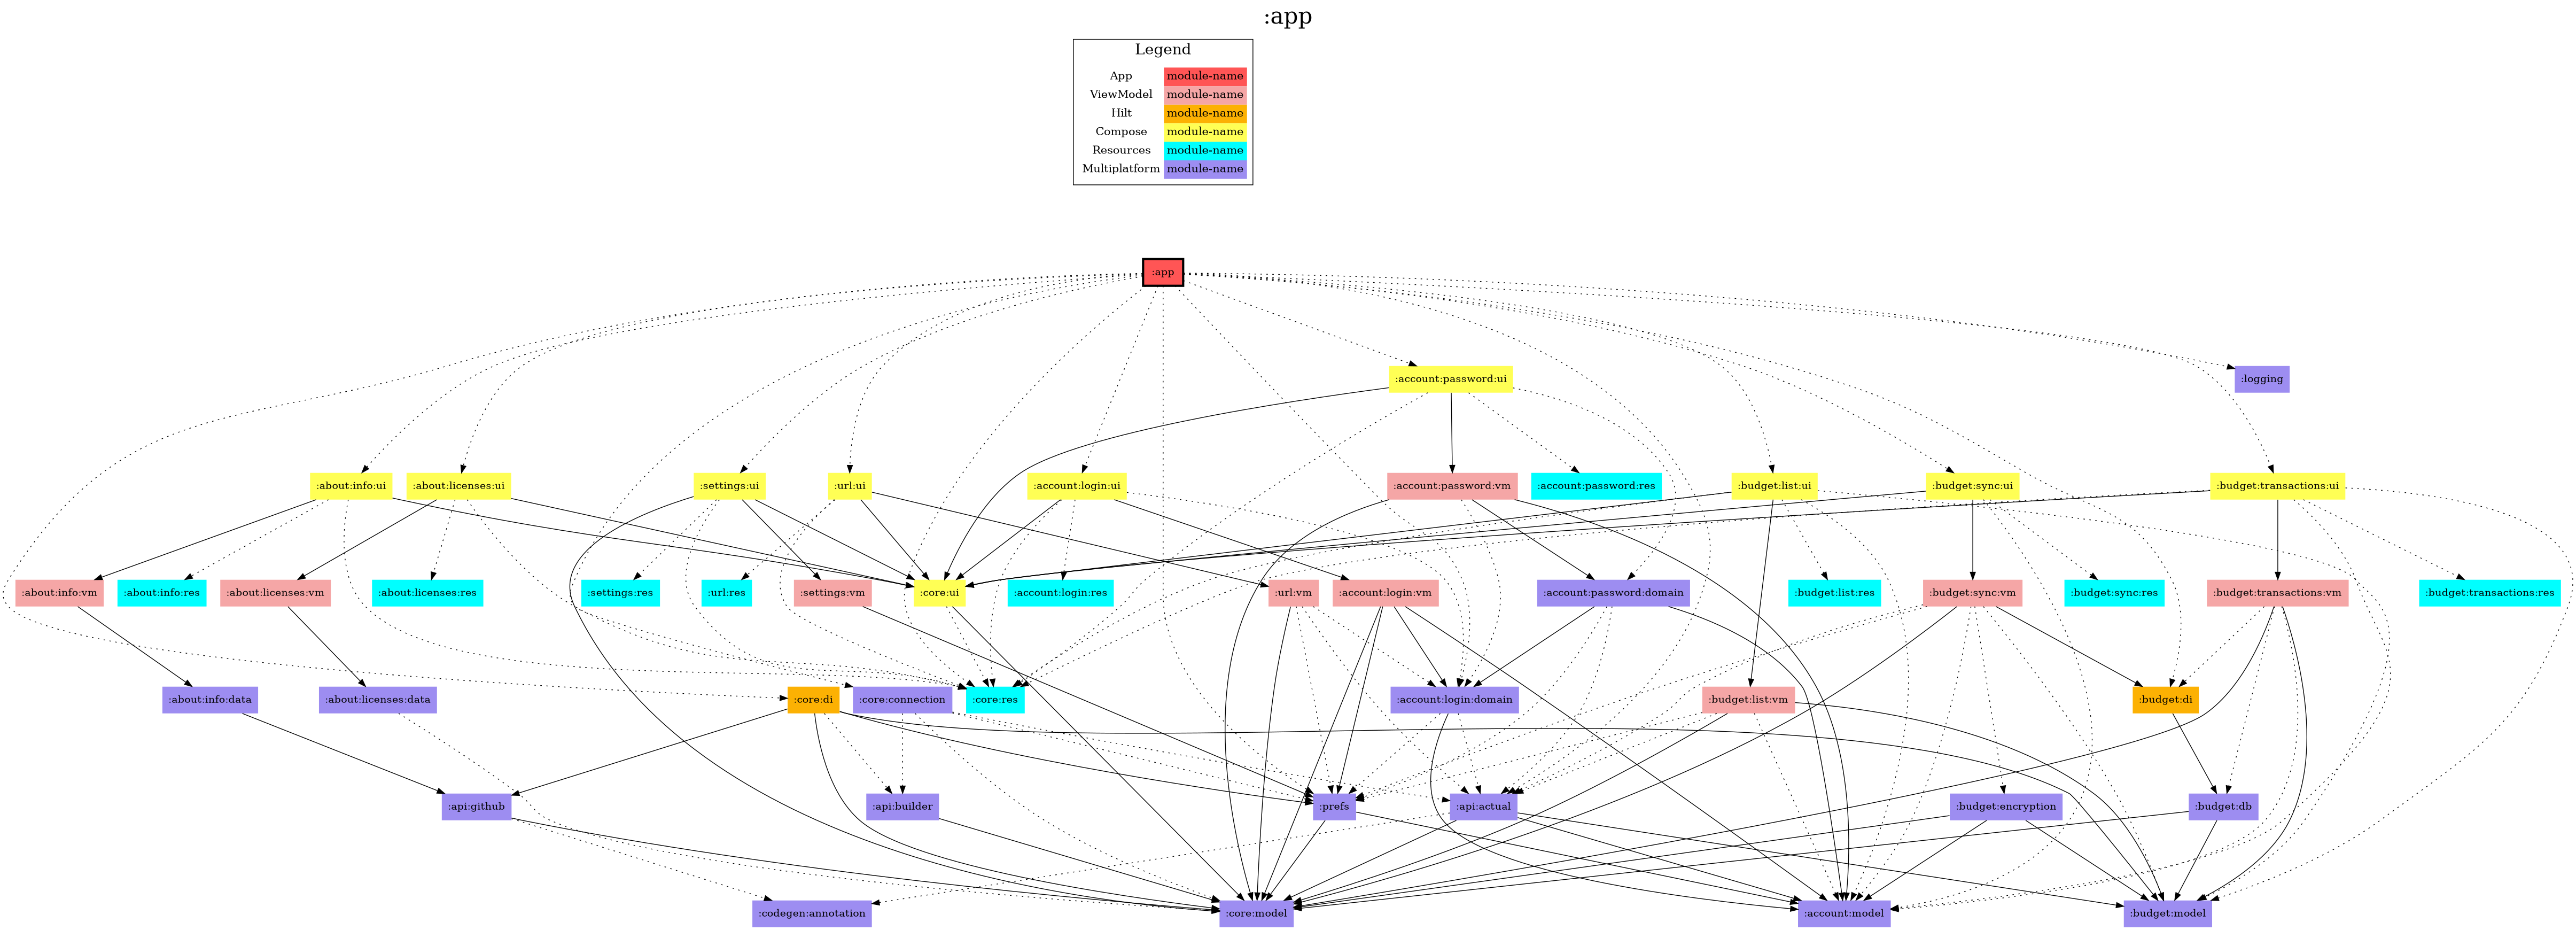 :app
Legend
App module-name
ViewModel module-name
Hilt module-name
Compose module-name
Resources module-name
Multiplatform module-name
:app
:account:password:ui
:logging
:about:info:ui
:about:licenses:ui
:settings:ui
:url:ui
:account:login:ui
:account:password:vm
:account:password:res
:budget:list:ui
:budget:sync:ui
:budget:transactions:ui
:about:info:vm
:about:info:res
:about:licenses:vm
:about:licenses:res
:settings:res
:url:res
:settings:vm
:core:ui
:account:login:res
:url:vm
:account:login:vm
:account:password:domain
:budget:list:res
:budget:sync:vm
:budget:sync:res
:budget:transactions:vm
:budget:transactions:res
:about:info:data
:about:licenses:data
:core:di
:core:connection
:core:res
:account:login:domain
:budget:list:vm
:budget:di
:api:github
:api:builder
:prefs
:api:actual
:budget:encryption
:budget:db
:codegen:annotation
:core:model
:account:model
:budget:model